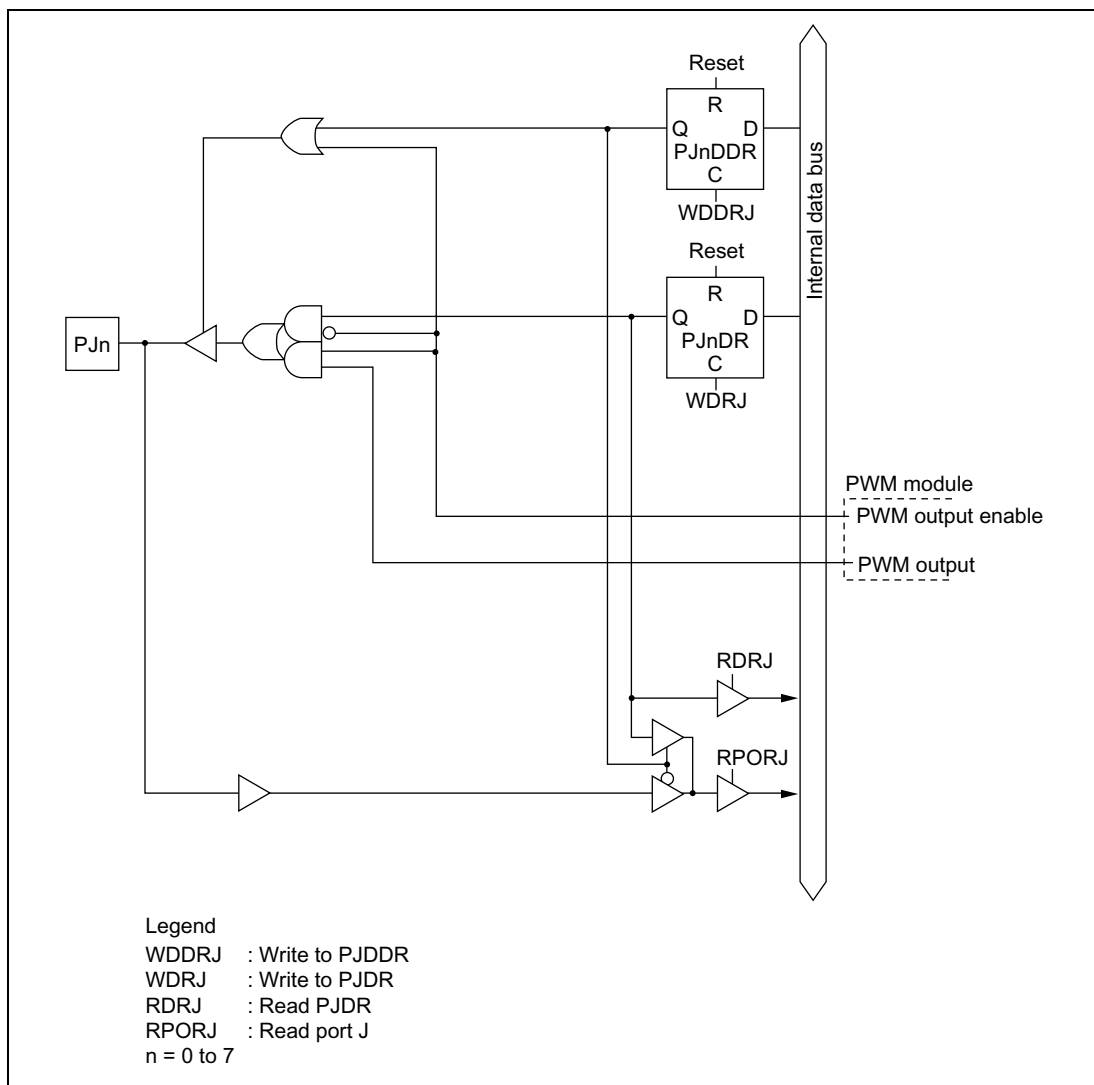 Reset
R
Q D
PJnDDR
C
WDDRJ
Internal data bus
Reset
R
Q D
PJnDR
C
WDRJ
PJn
PWM module
PWM output enable
PWM output
RDRJ
RPORJ
Legend
WDDRJ : Write to PJDDR
WDRJ : Write to PJDR
RDRJ : Read PJDR
RPORJ : Read port J
n = 0 to 7